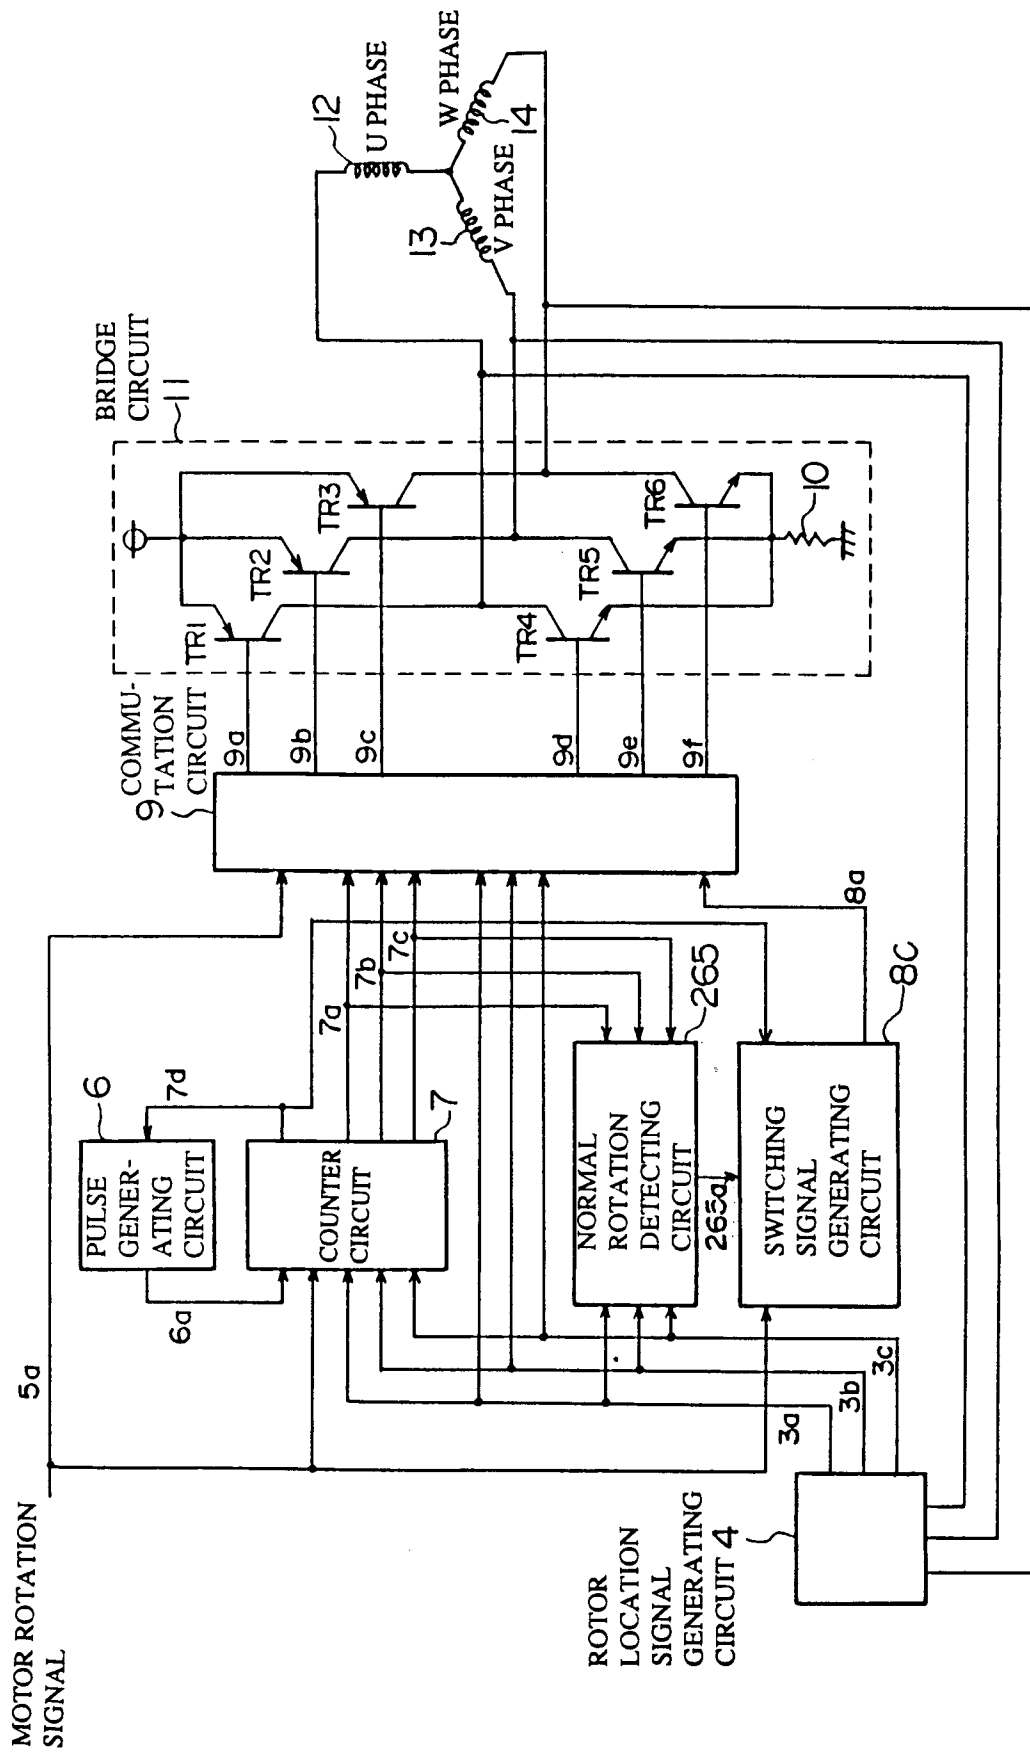 MOTOR ROTATION
SIGNAL
5a
PULSE
GENER-
ATING
CIRCUIT
6
6a
7d
COUNTER
CIRCUIT
7
7a
7b
7c
NORMAL
ROTATION
DETECTING
CIRCUIT
265
265a
SWITCHING
SIGNAL
GENERATING
CIRCUIT
8C
8a
ROTOR
LOCATION
SIGNAL
GENERATING
CIRCUIT 4
3a
3b
3c
COMMU-
TATION
CIRCUIT
9
9a
9b
9c
9d
9e
9f
BRIDGE
CIRCUIT
11
TR1
TR2
TR3
TR4
TR5
TR6
10
12
U PHASE
W PHASE
14
13
V PHASE